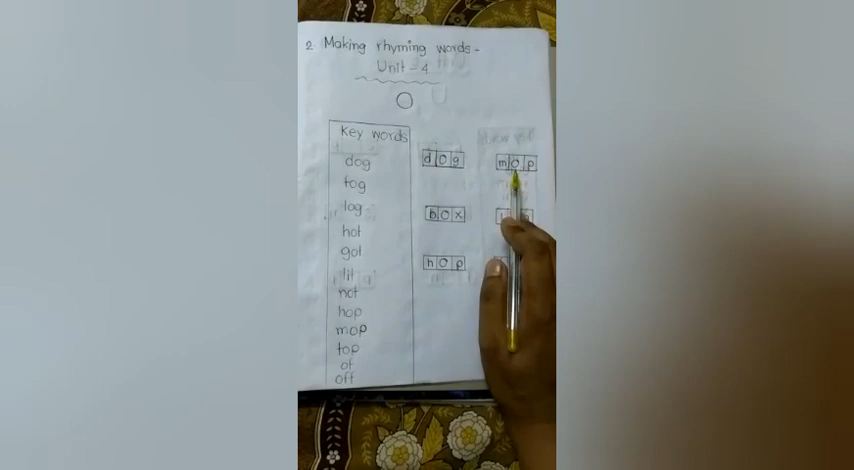 2. Making rhyming words -
Unit - 4
O
Key words
dog
fog
log
hot
got
lit
not
hop
mop
top
of
off
d o g
m o p
b o x
h o p